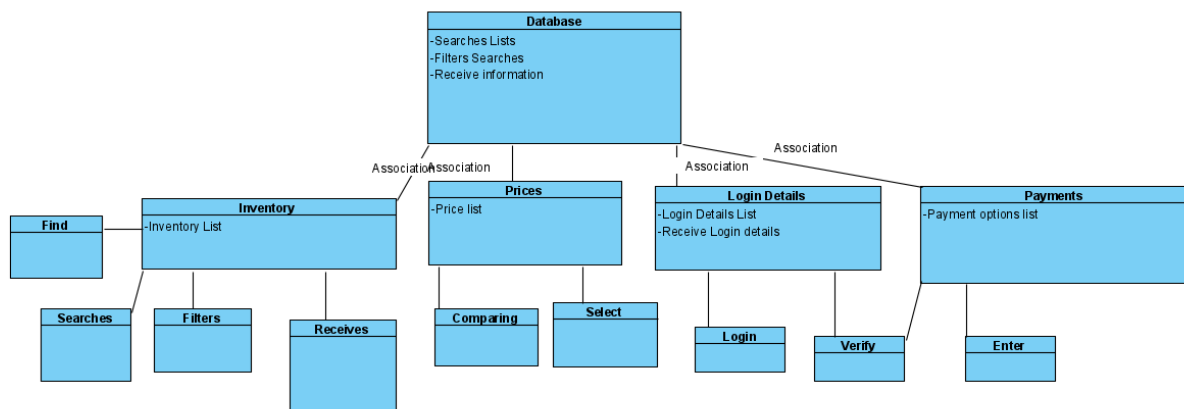 Database
-Searches Lists
-Filters Searches
-Receive information
Association
Association
Association
Association
Inventory
-Inventory List
Prices
-Price list
Login Details
-Login Details List
-Receive Login details
Payments
-Payment options list
Find
Searches
Filters
Receives
Comparing
Select
Login
Verify
Enter